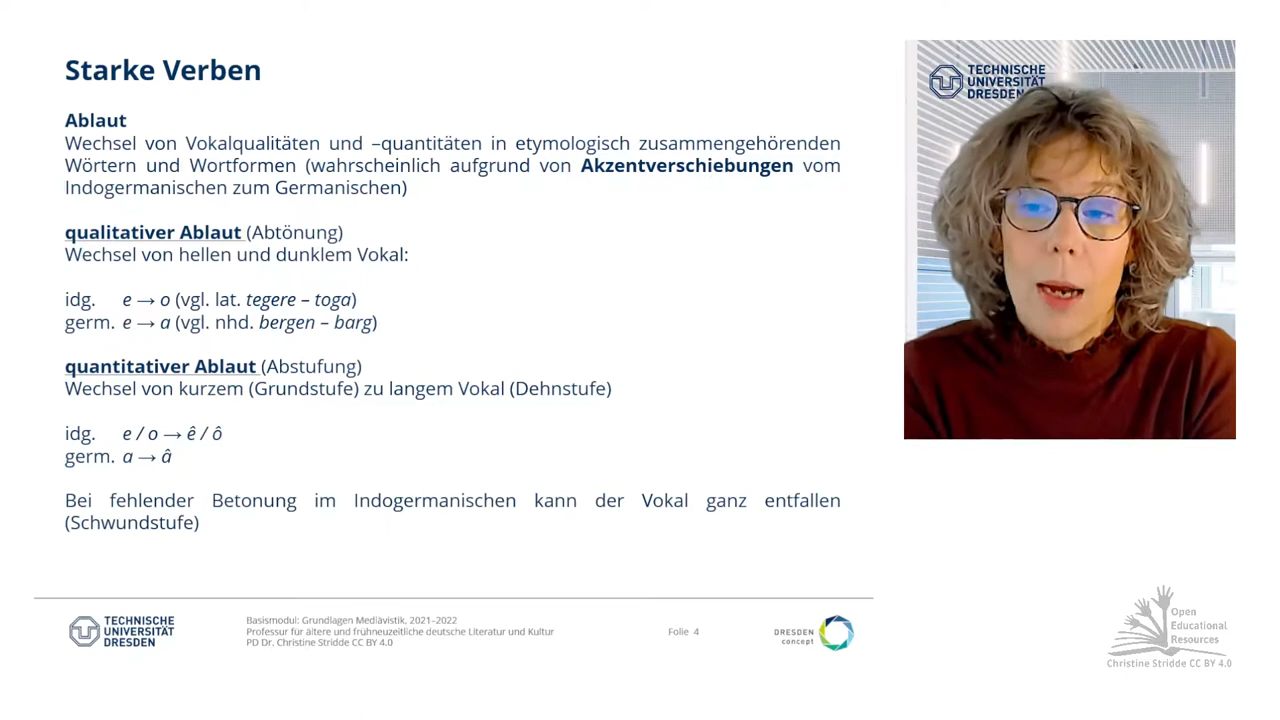 Starke Verben
Ablaut
Wechsel von Vokalqualitäten und –quantitäten in etymologisch zusammengehörenden
Wörtern und Wortformen (wahrscheinlich aufgrund von Akzentverschiebungen vom
Indogermanischen zum Germanischen)
qualitativer Ablaut (Abtönung)
Wechsel von hellen und dunklem Vokal:
idg. e → o (vgl. lat. tegere – toga)
germ. e → a (vgl. nhd. bergen – barg)
quantitativer Ablaut (Abstufung)
Wechsel von kurzem (Grundstufe) zu langem Vokal (Dehnstufe)
idg. e / o → ê / ô
germ. a → â
Bei fehlender Betonung im Indogermanischen kann der Vokal ganz entfallen
(Schwundstufe)
TECHNISCHE
UNIVERSITÄT
DRESDEN
Basismodul: Grundlagen Mediävistik, 2021–2022
Professur für ältere und frühneuzeitliche deutsche Literatur und Kultur
PD Dr. Christine Stridde CC BY 4.0
Folie 4
DRESDEN
concept
TECHNISCHE
UNIVERSITÄT
DRESDEN
Open
Educational
Resources
Christine Stridde CC BY 4.0